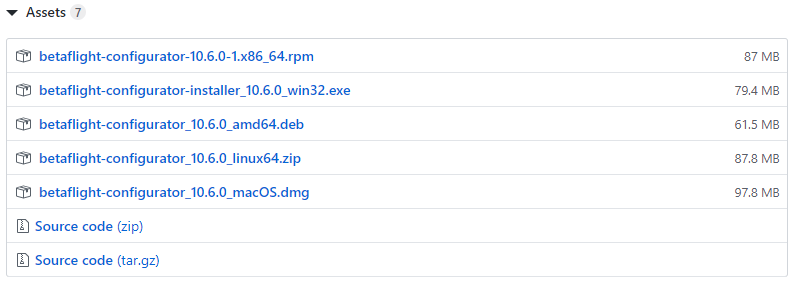 Assets 7
betaflight-configurator-10.6.0-1.x86_64.rpm 87 MB
betaflight-configurator-installer_10.6.0_win32.exe 79.4 MB
betaflight-configurator_10.6.0_amd64.deb 61.5 MB
betaflight-configurator_10.6.0_linux64.zip 87.8 MB
betaflight-configurator_10.6.0_macOS.dmg 97.8 MB
Source code (zip)
Source code (tar.gz)